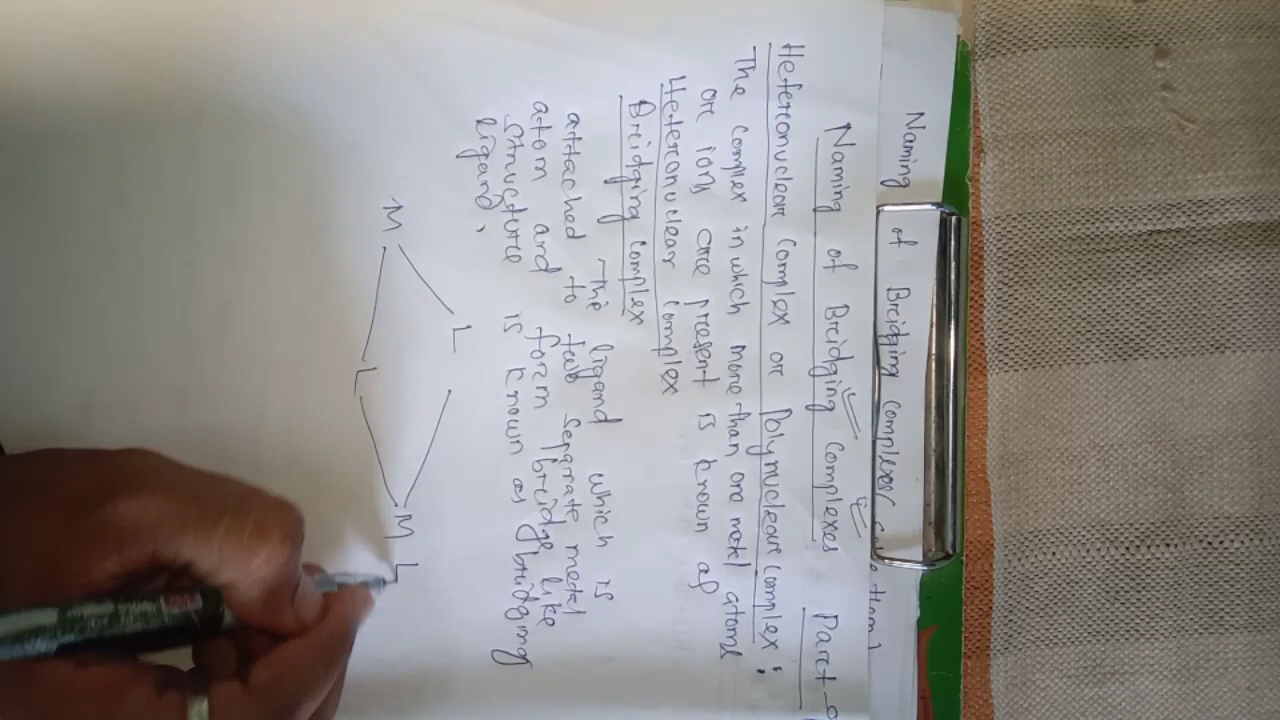 Naming of Bridging complexes
Naming of Bridging Complexes Part-
Heteronuclear Complex or Polynuclear Complex:
The complex in which more than one metal atoms
or ions are present is known as
Heteronuclear Complex
Bridging Complex
The ligand which is
attached to two separate metal
atom and form bridge like
structure is known as bridging
ligand,
L
M M L
L